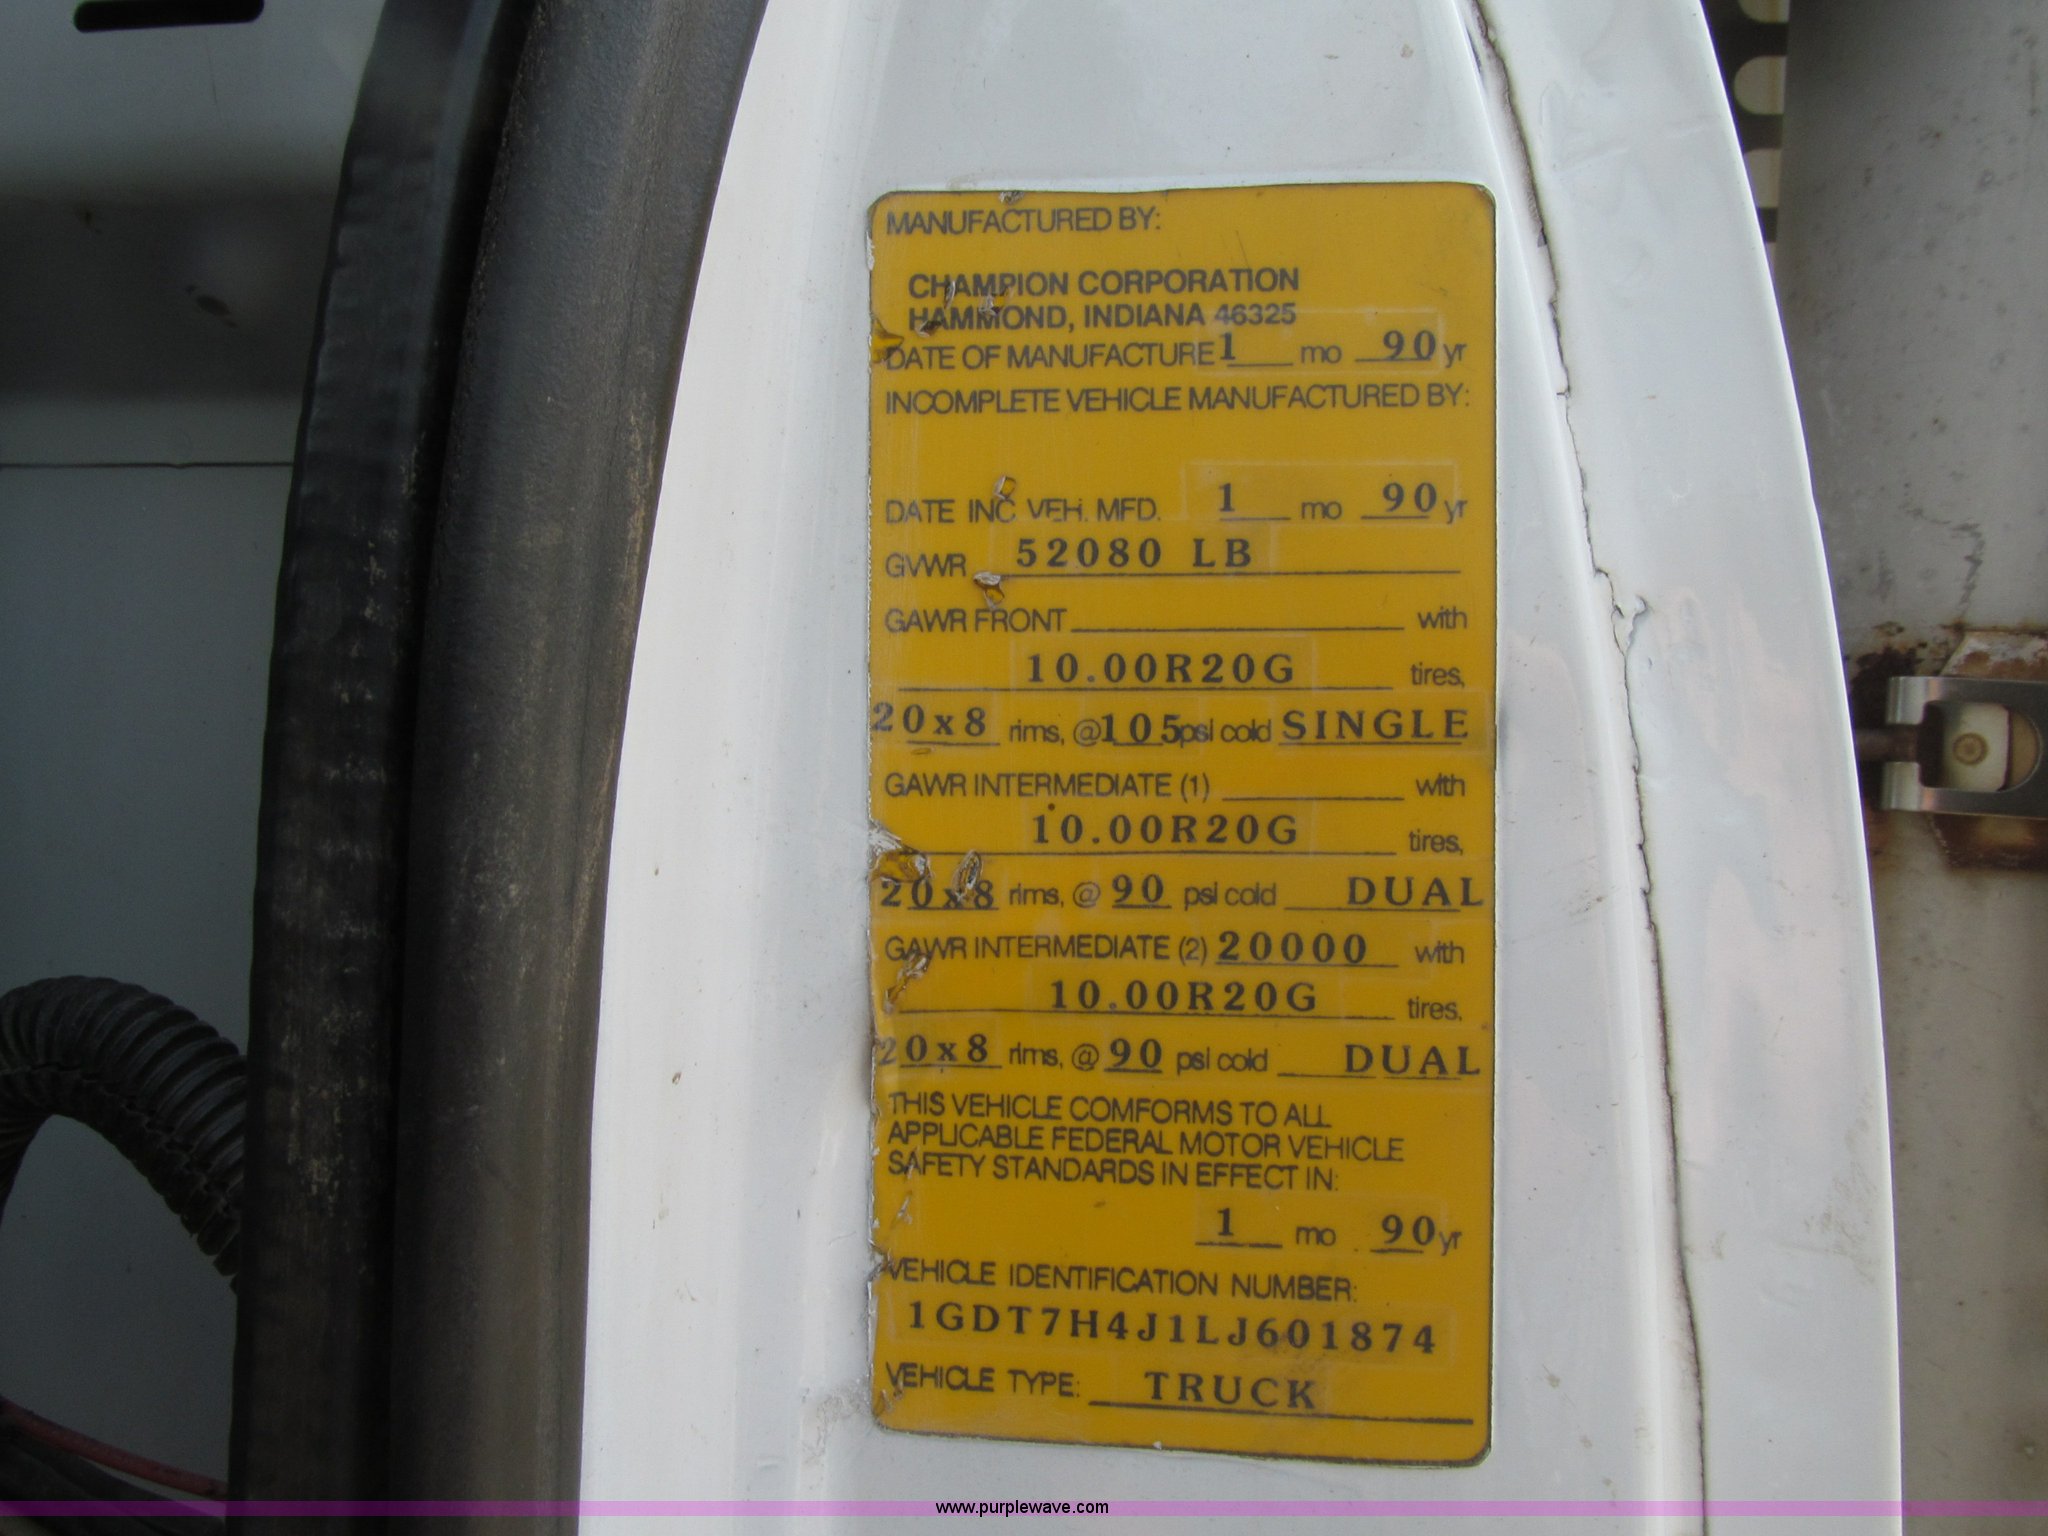 MANUFACTURED BY:
CHAMPION CORPORATION
HAMMOND, INDIANA 46325
DATE OF MANUFACTURE 1 mo 90 yr
INCOMPLETE VEHICLE MANUFACTURED BY:
DATE INC. VEH. MFD. 1 mo 90 yr
GVWR 52080 LB
GAWR FRONT with
10.00R20G tires,
20x8 rims, @ 105 psi cold SINGLE
GAWR INTERMEDIATE (1) with
10.00R20G tires,
20x8 rims, @ 90 psi cold DUAL
GAWR INTERMEDIATE (2) 20000 with
10.00R20G tires,
20x8 rims, @ 90 psi cold DUAL
THIS VEHICLE COMFORMS TO ALL
APPLICABLE FEDERAL MOTOR VEHICLE
SAFETY STANDARDS IN EFFECT IN:
1 mo 90 yr
VEHICLE IDENTIFICATION NUMBER:
1GDT7H4J1LJ601874
VEHICLE TYPE: TRUCK
www.purplewave.com